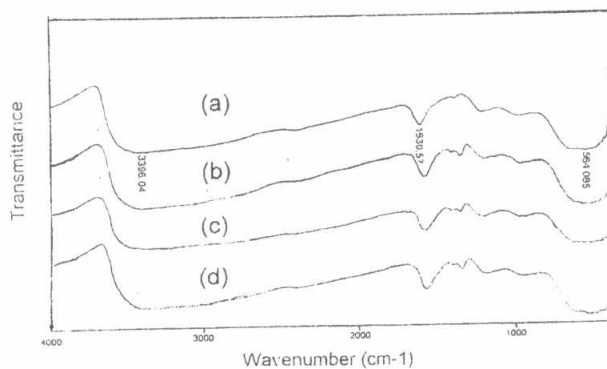 Transmittance
(a)
(b)
(c)
(d)
3396.04
1630.57
564.085
4000
3000
2000
1000
Wavenumber (cm-1)